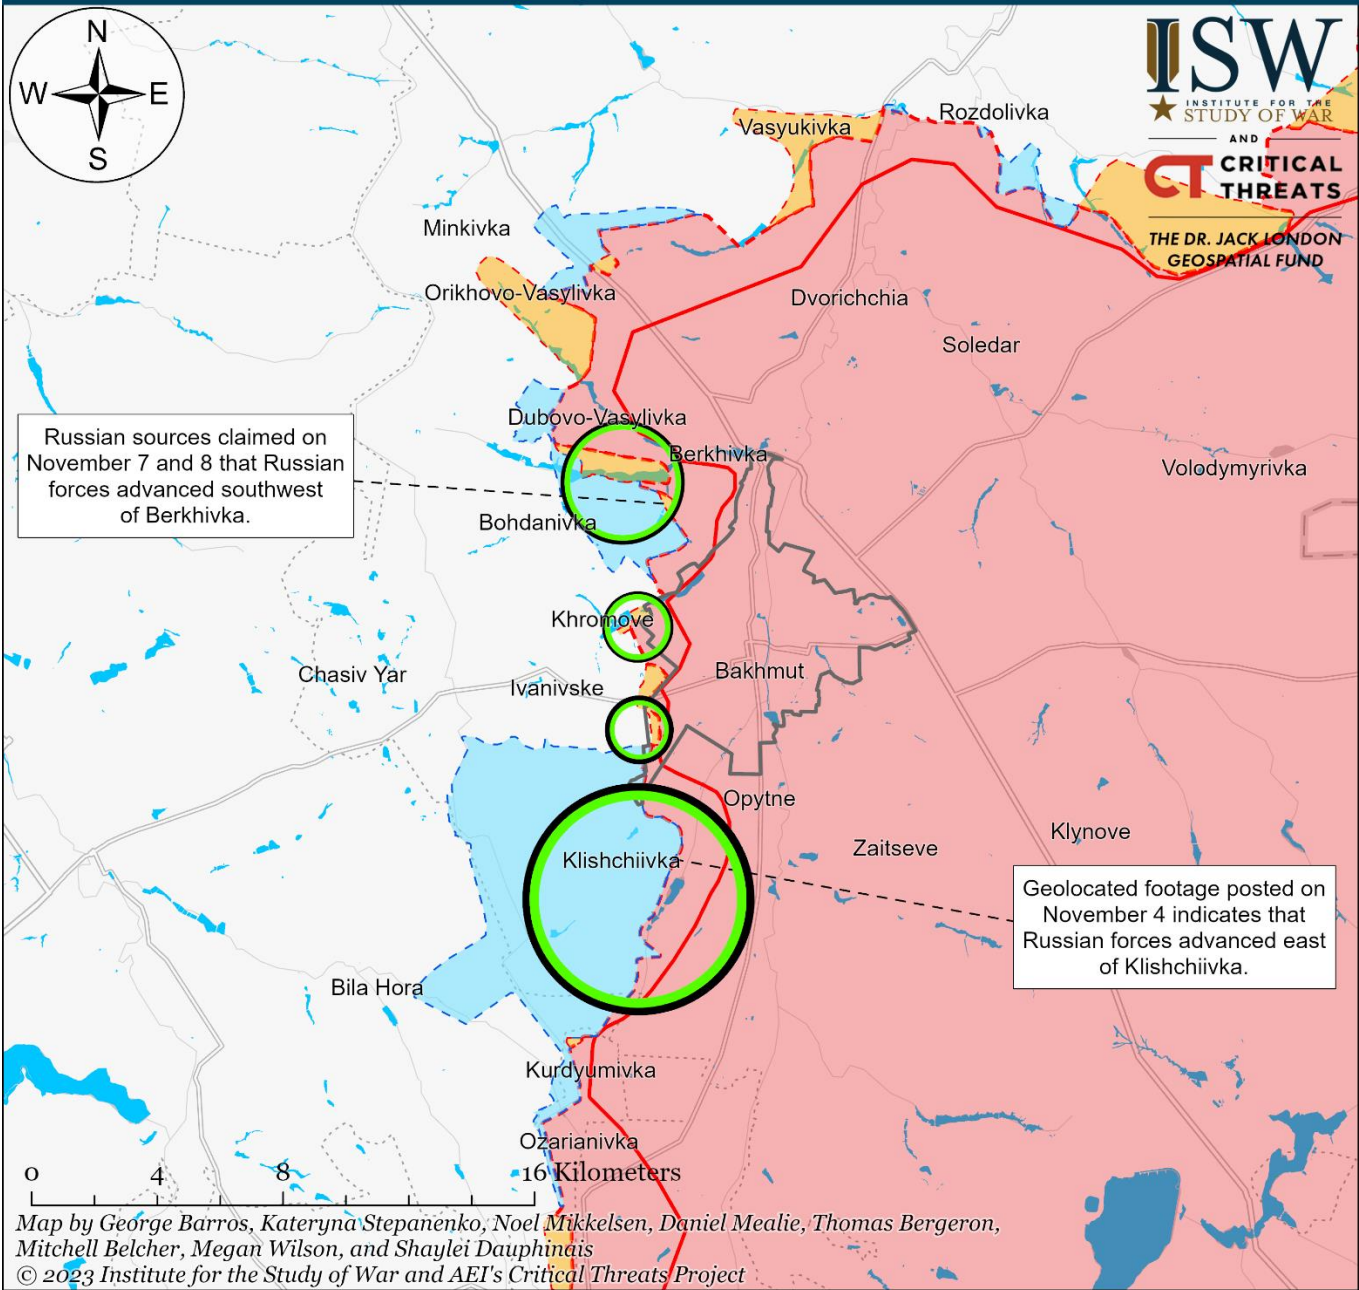 N
W E
S
ISW
INSTITUTE FOR THE
STUDY OF WAR
AND
CT CRITICAL
THREATS
THE DR. JACK LONDON
GEOSPATIAL FUND
Rozdolivka
Vasyukivka
Minkivka
Orikhovo-Vasylivka
Dvorichchia
Soledar
Dubovo-Vasylivka
Russian sources claimed on
November 7 and 8 that Russian
forces advanced southwest
of Berkhivka.
Berkhivka
Volodymyrivka
Bohdanivka
Khromove
Chasiv Yar
Ivanivske
Bakhmut
Opytne
Klynove
Zaitseve
Klishchiivka
Geolocated footage posted on
November 4 indicates that
Russian forces advanced east
of Klishchiivka.
Bila Hora
Kurdyumivka
Ozarianivka
0 4 8 16 Kilometers
Map by George Barros, Kateryna Stepanenko, Noel Mikkelsen, Daniel Mealie, Thomas Bergeron,
Mitchell Belcher, Megan Wilson, and Shaylei Dauphinais
© 2023 Institute for the Study of War and AEI's Critical Threats Project